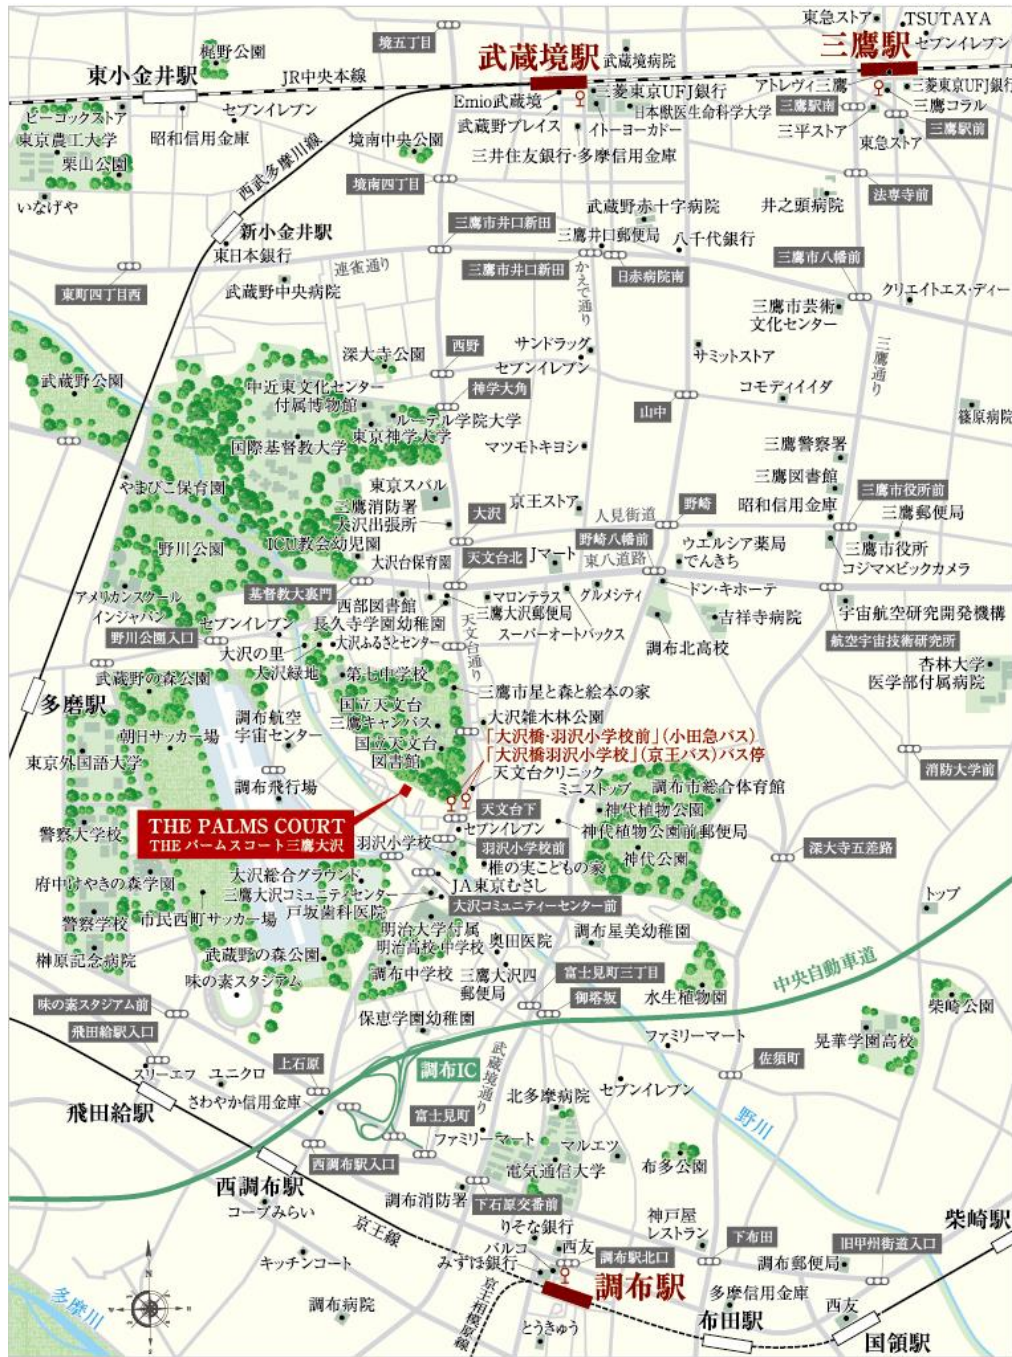 東急ストア
TSUTAYA
セブンイレブン
境五丁目
梶野公園
武蔵境駅
武蔵境病院
三鷹駅
東小金井駅
JR中央本線
アトレヴィ三鷹
三菱東京UFJ銀行
Emio武蔵境
三菱東京UFJ銀行
日本獣医生命科学大学
三鷹駅南
三鷹コラル
ピーコックストア
セブンイレブン
昭和信用金庫
武蔵野プレイス
イトーヨーカドー
三平ストア
三鷹駅前
東急ストア
東京農工大学
栗山公園
境南中央公園
三井住友銀行・多摩信用金庫
西武多摩川線
境南四丁目
法専寺前
いなげや
井之頭病院
武蔵野赤十字病院
新小金井駅
三鷹市井口新田
三鷹井口郵便局
八千代銀行
東日本銀行
連雀通り
三鷹市井口新田
日赤病院南
三鷹市八幡前
東町四丁目西
武蔵野中央病院
かえで通り
クリエイトエス・ディー
三鷹市芸術
文化センター
深大寺公園
西野
サンドラッグ
セブンイレブン
サミットストア
三鷹通り
武蔵野公園
中近東文化センター
付属博物館
神学大角
コモディイイダ
山中
篠原病院
ルーテル学院大学
東京神学大学
国際基督教大学
マツモトキヨシ
三鷹警察署
やまびこ保育園
東京スバル
三鷹図書館
三鷹消防署
大沢出張所
京王ストア
昭和信用金庫
三鷹市役所前
大沢
人見街道
野崎
三鷹郵便局
野川公園
ICU教会幼児園
野崎八幡前
ウエルシア薬局
三鷹市役所
大沢台保育園
天文台北
Jマート
東八道路
でんきち
コジマ×ビックカメラ
アメリカンスクール
インジャパン
基督教大裏門
西部図書館
マロンテラス
グルメシティ
ドン・キホーテ
三鷹大沢郵便局
長久寺学園幼稚園
スーパーオートバックス
吉祥寺病院
宇宙航空研究開発機構
野川公園入口
セブンイレブン
大沢ふるさとセンター
天文台通り
調布北高校
航空宇宙技術研究所
大沢の里
大沢緑地
第七中学校
杏林大学
医学部付属病院
武蔵野の森公園
三鷹市星と森と絵本の家
多磨駅
国立天文台
三鷹キャンパス
大沢雑木林公園
調布航空
宇宙センター
朝日サッカー場
国立天文台
図書館
「大沢橋・羽沢小学校前」(小田急バス)
「大沢橋羽沢小学校」(京王バス)バス停
東京外国語大学
天文台クリニック
消防大学前
調布飛行場
ミニストップ
調布市総合体育館
天文台下
神代植物公園
THE PALMS COURT
THE パームスコート三鷹大沢
セブンイレブン
神代植物公園前郵便局
警察大学校
羽沢小学校
羽沢小学校前
神代公園
深大寺五差路
椎の実こどもの家
府中けやきの森学園
大沢総合グラウンド
JA東京むさし
三鷹大沢コミュニティセンター
トップ
警察学校
市民西町サッカー場
戸坂歯科医院
大沢コミュニティーセンター前
明治大学付属
明治高校・中学校
奥田医院
調布星美幼稚園
榊原記念病院
武蔵野の森公園
調布中学校
三鷹大沢四
郵便局
富士見町三丁目
中央自動車道
味の素スタジアム
水生植物園
御塔坂
味の素スタジアム前
保恵学園幼稚園
柴崎公園
飛田給駅入口
ファミリーマート
晃華学園高校
スリーエフ
ユニクロ
上石原
調布IC
武蔵境通り
佐須町
さわやか信用金庫
セブンイレブン
飛田給駅
北多摩病院
野川
富士見町
ファミリーマート
マルエツ
西調布駅入口
電気通信大学
布多公園
西調布駅
調布消防署
下石原交番前
コープみらい
りそな銀行
神戸屋
レストラン
柴崎駅
京王線
パルコ
西友
下布田
旧甲州街道入口
キッチンコート
みずほ銀行
調布駅北口
調布郵便局
N
調布駅
多摩川
京王相模原線
多摩信用金庫
調布病院
西友
とうきゅう
布田駅
国領駅